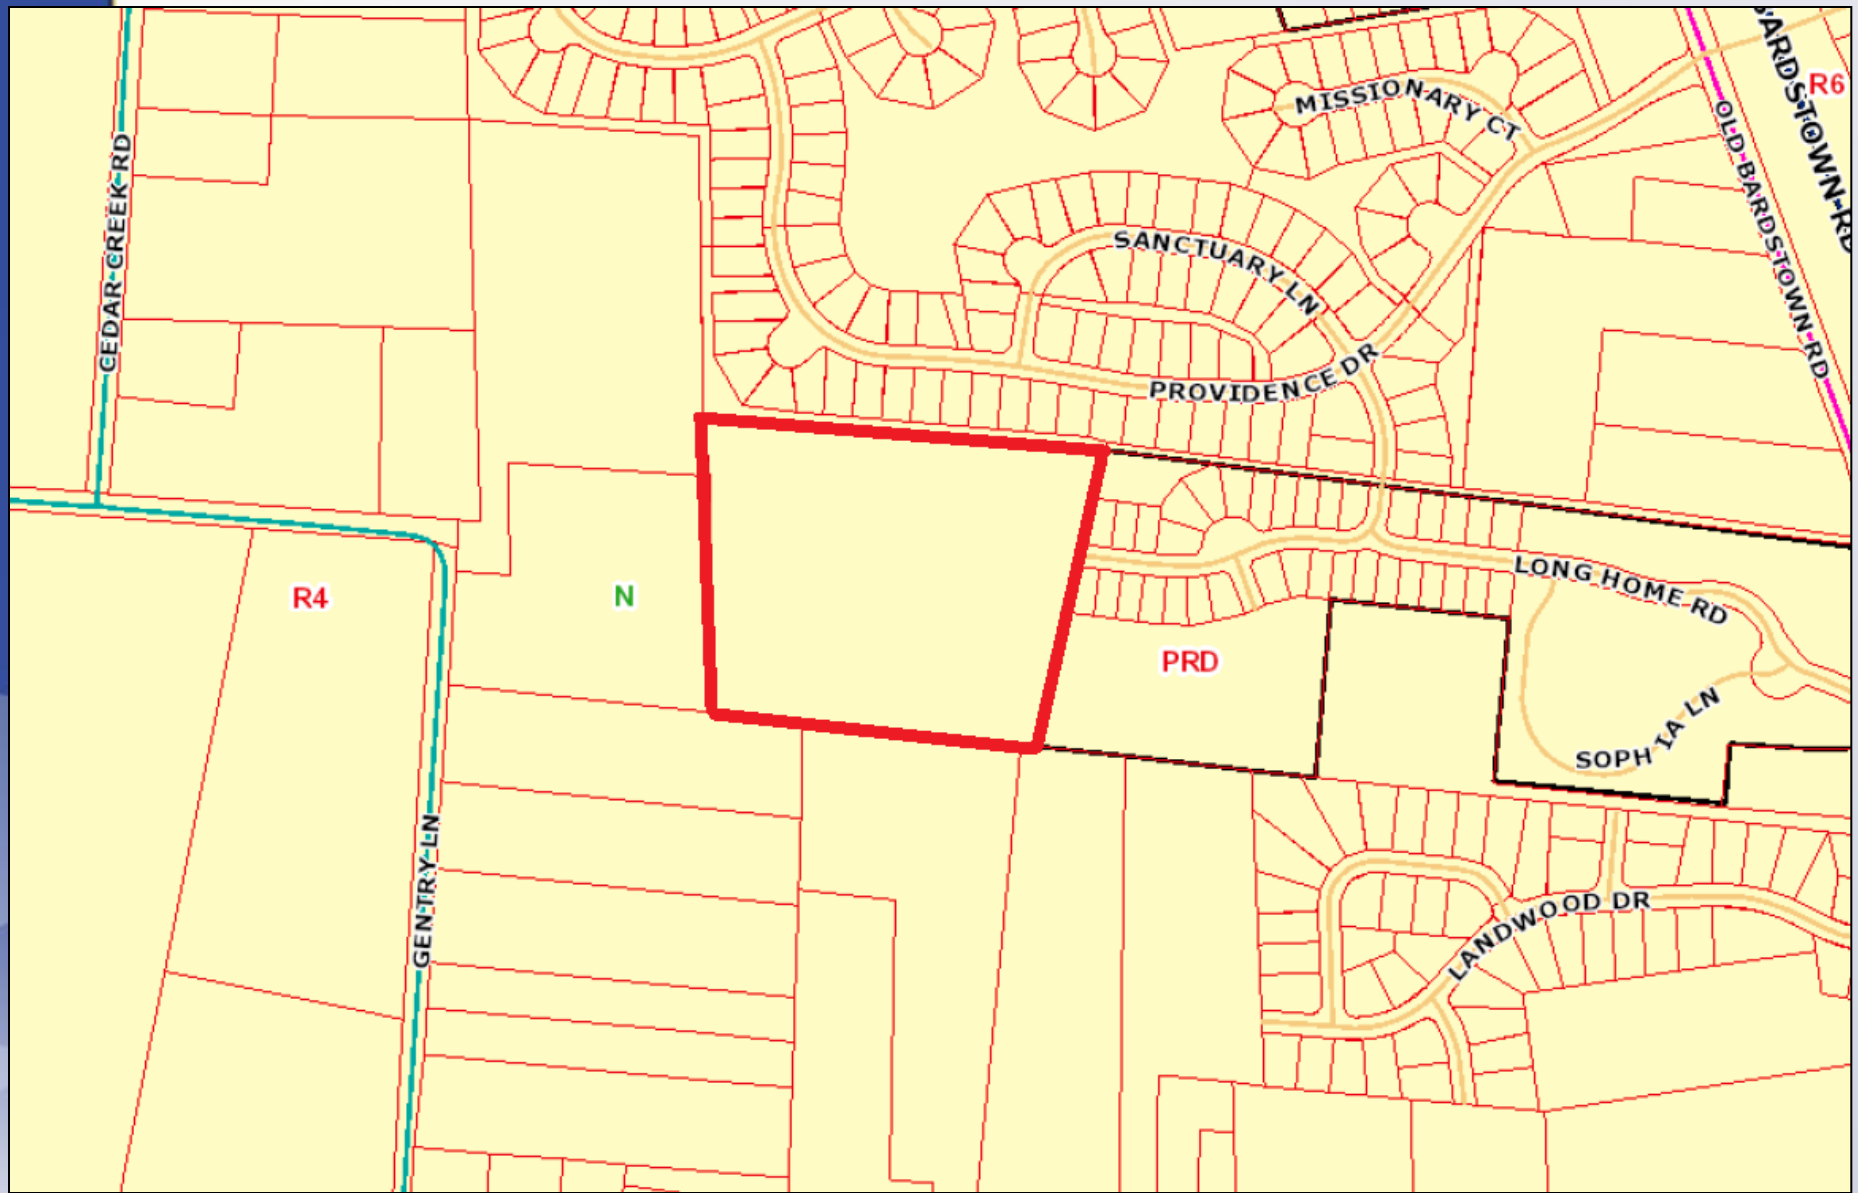 MISSIONARY CT
R6
BARDSTOWN RD
OLD BARDSTOWN RD
CEDAR CREEK RD
SANCTUARY LN
PROVIDENCE DR
R4
N
LONG HOME RD
PRD
SOPHIA LN
GENTRY LN
LANDWOOD DR